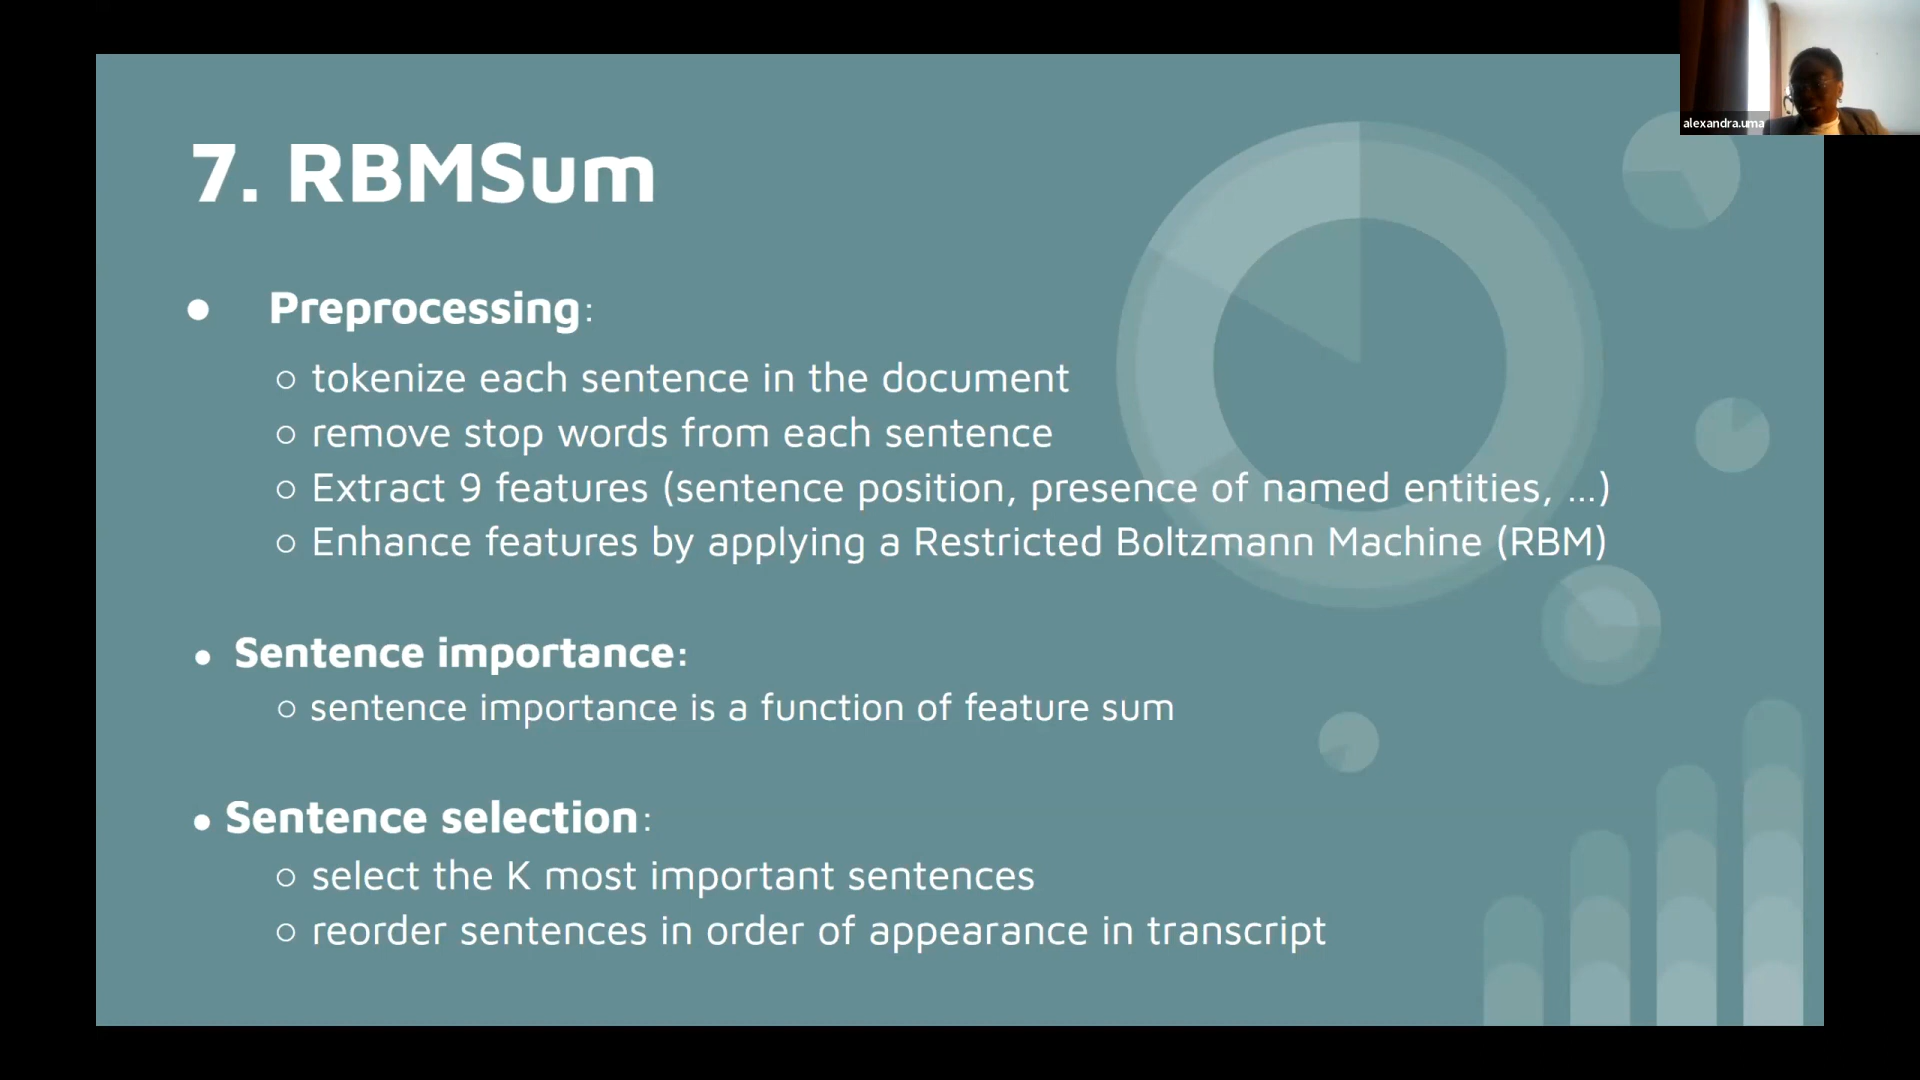 alexandra.uma
7. RBMSum
● Preprocessing:
○ tokenize each sentence in the document
○ remove stop words from each sentence
○ Extract 9 features (sentence position, presence of named entities, ...)
○ Enhance features by applying a Restricted Boltzmann Machine (RBM)
● Sentence importance:
○ sentence importance is a function of feature sum
● Sentence selection:
○ select the K most important sentences
○ reorder sentences in order of appearance in transcript